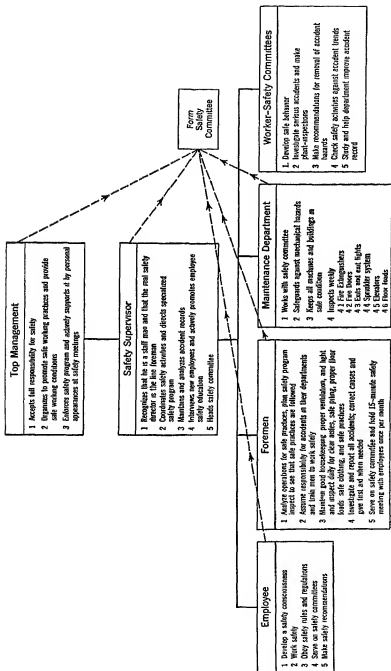 Top Management
1 Accepts full responsibility for safety
2 Organizes to promote safe working practices and provide
safe working conditions
3 Enforces safety program and actively supports it by personal
appearances at safety meetings
Form
Safety
Committee
Safety Supervisor
1 Recognizes that he is a staff man and that the real safety
director is the line foreman
2 Coordinates safety activities and directs specialized
safety program
3 Maintains and analyzes accident records
4 Interviews new employees and actively promotes employee
safety education
5 Heads safety committee
Employee
1 Develop a safety consciousness
2 Work safely
3 Obey safety rules and regulations
4 Serve on safety committees
5 Make safety recommendations
Foremen
1 Analyze operations for safe practices, plan safety program
inspect to see that safe practices are followed
2 Assume responsibility for accidents in their departments
and train men to work safely
3 Maintain good housekeeping proper ventilation, and light
and inspect daily for clear aisles, safe piling, proper floor
loads safe clothing, and safe practices
4 Investigate and report all accidents; correct causes and
give first aid when needed
5 Serve on safety committee and hold 15-minute safety
meeting with employees once per month
Maintenance Department
1 Works with safety committee
2 Safeguards against mechanical hazards
3 Keeps all machines and buildings in
safe condition
4 Inspects weekly
4 1 Fire Extinguishers
4 2 Fire Doors
4 3 Exits and exit lights
4 4 Sprinkler system
4 5 Elevators
4 6 Floor loads
Worker-Safety Committees
1. Develop safe behavior
2 Investigate serious accidents and make
plant-inspections
3 Make recommendations for removal of accident
hazards
4 Check safety activities against accident trends
5 Study and help department improve accident
record